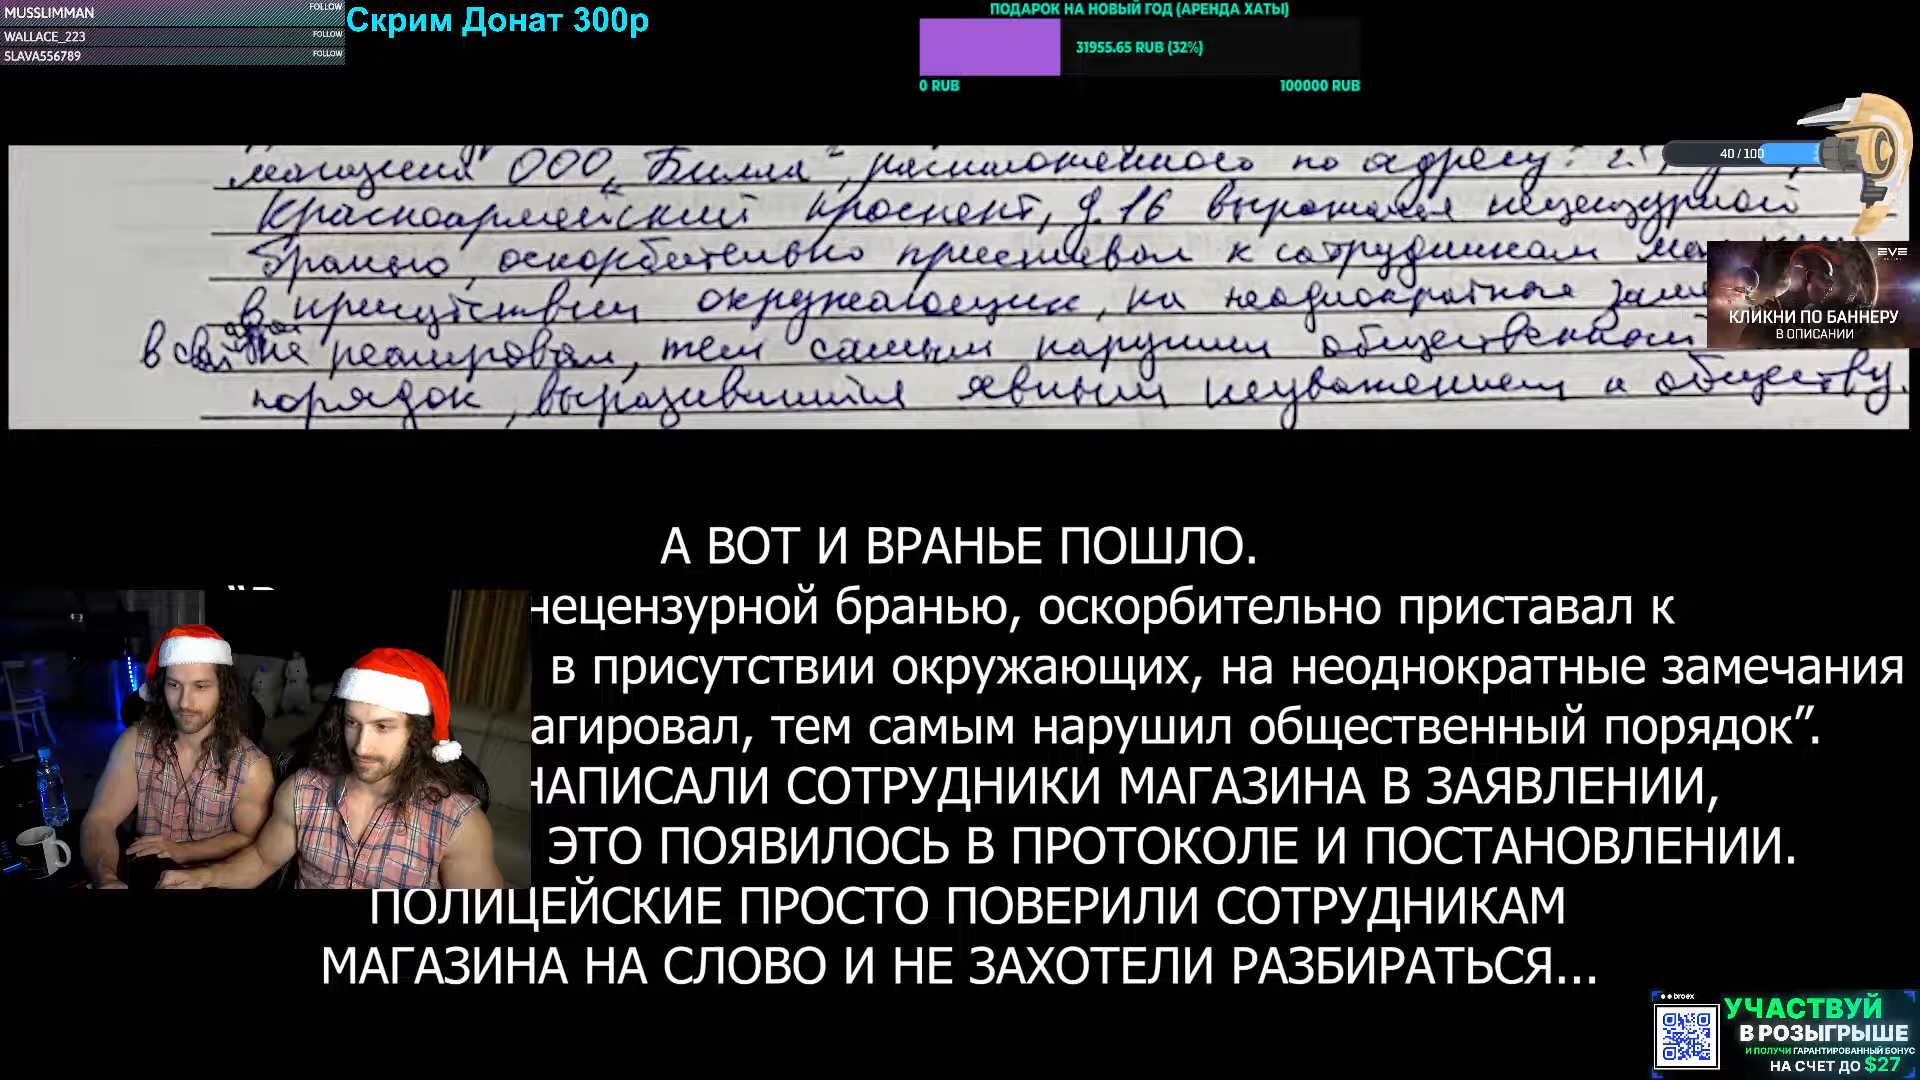 MUSSLIMMAN FOLLOW
WALLACE_223 FOLLOW
SLAVA556789 FOLLOW
Скрим Донат 300р
ПОДАРОК НА НОВЫЙ ГОД (АРЕНДА ХАТЫ)
31955.65 RUB (32%)
0 RUB 100000 RUB
40 / 100
магазина ООО „Билла", расположенного по адресу: г.
Красноармейский проспект, д.16 выражался нецензурной
бранью, оскорбительно приставал к сотрудникам
в присутствии окружающих, на неоднократные
реагировал, тем самым нарушил общественный
порядок, выразившийся явным неуважением к обществу.
EVE
КЛИКНИ ПО БАННЕРУ
В ОПИСАНИИ
А ВОТ И ВРАНЬЕ ПОШЛО.
нецензурной бранью, оскорбительно приставал к
в присутствии окружающих, на неоднократные замечания
агировал, тем самым нарушил общественный порядок”.
НАПИСАЛИ СОТРУДНИКИ МАГАЗИНА В ЗАЯВЛЕНИИ,
ЭТО ПОЯВИЛОСЬ В ПРОТОКОЛЕ И ПОСТАНОВЛЕНИИ.
ПОЛИЦЕЙСКИЕ ПРОСТО ПОВЕРИЛИ СОТРУДНИКАМ
МАГАЗИНА НА СЛОВО И НЕ ЗАХОТЕЛИ РАЗБИРАТЬСЯ...
broex
УЧАСТВУЙ
В РОЗЫГРЫШЕ
И ПОЛУЧИ ГАРАНТИРОВАННЫЙ БОНУС
НА СЧЕТ ДО $27